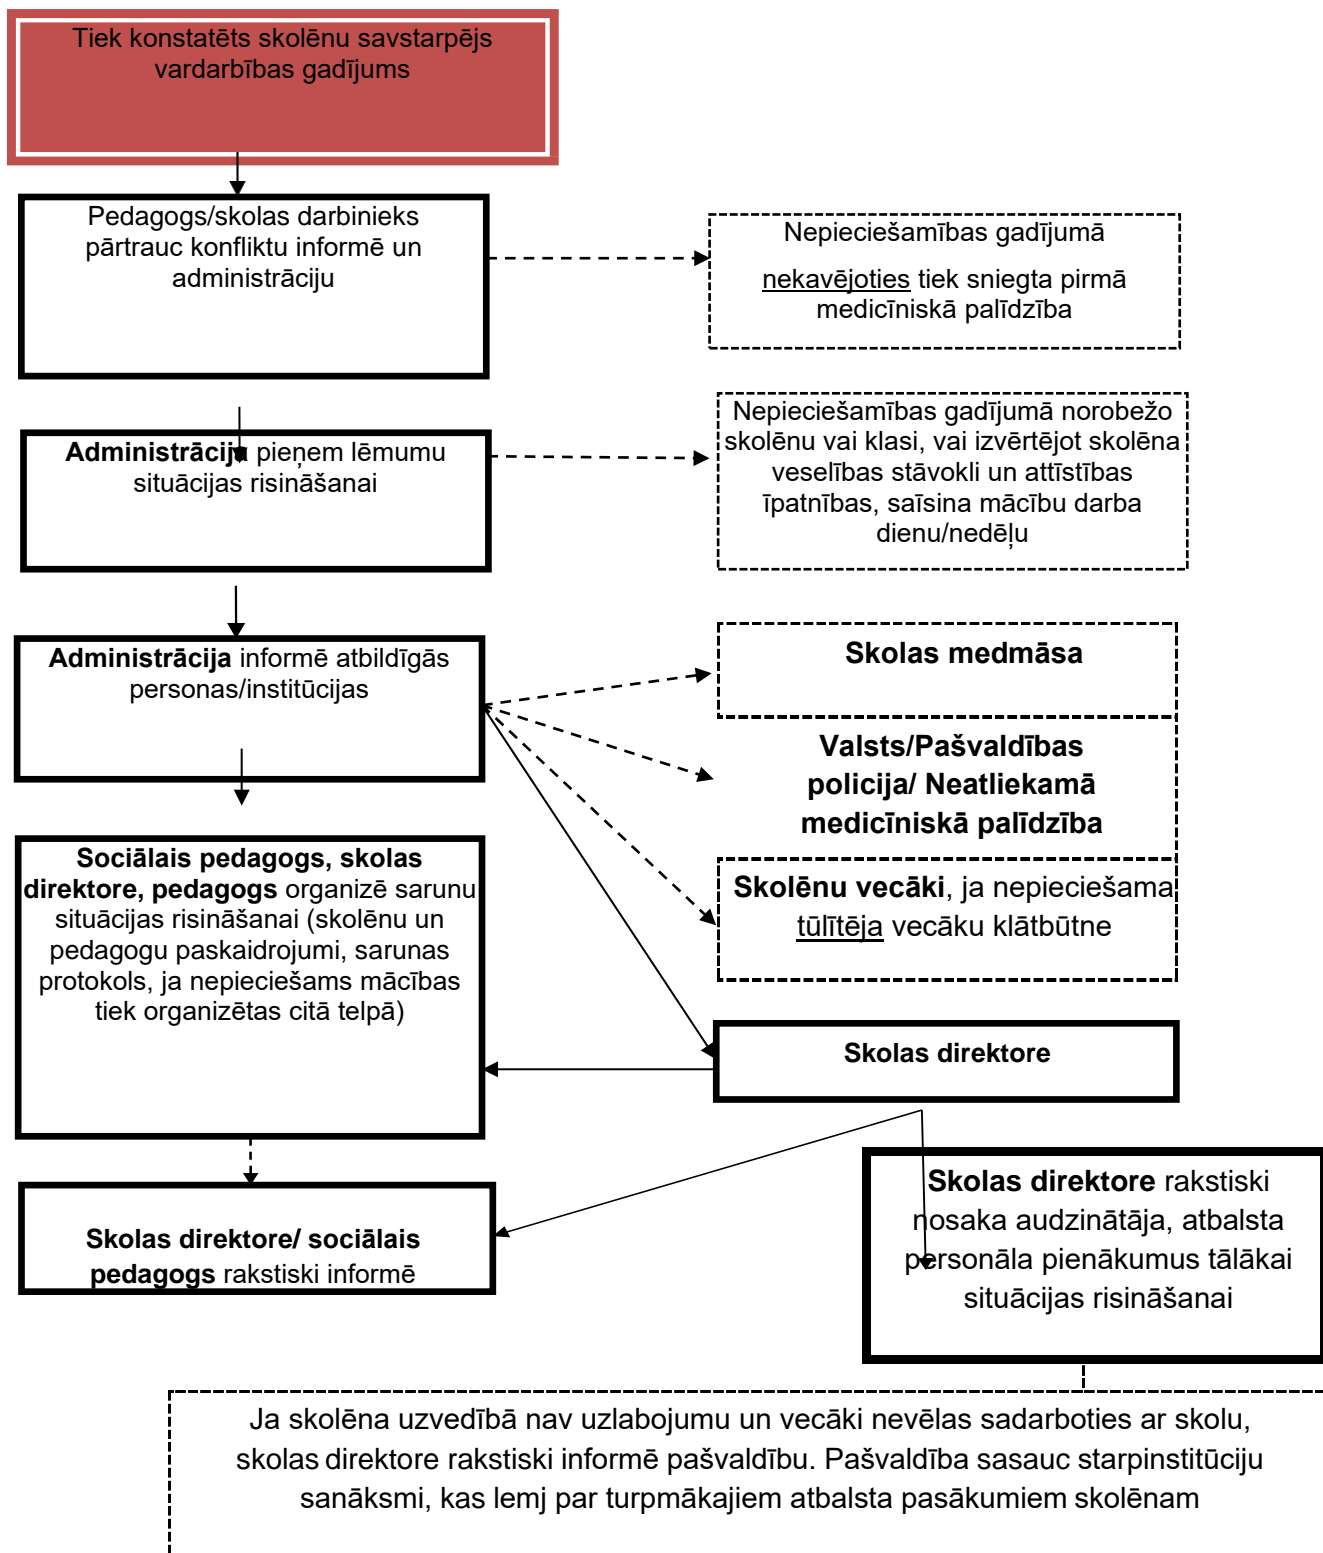 Tiek konstatēts skolēnu savstarpējs
vardarbības gadījums
Pedagogs/skolas darbinieks
pārtrauc konfliktu informē un
administrāciju
Nepieciešamības gadījumā
nekavējoties tiek sniegta pirmā
medicīniskā palīdzība
Administrācija pieņem lēmumu
situācijas risināšanai
Nepieciešamības gadījumā norobežo
skolēnu vai klasi, vai izvērtējot skolēna
veselības stāvokli un attīstības
īpatnības, saīsina mācību darba
dienu/nedēļu
Administrācija informē atbildīgās
personas/institūcijas
Skolas medmāsa
Valsts/Pašvaldības
policija/ Neatliekamā
medicīniskā palīdzība
Skolēnu vecāki, ja nepieciešama
tūlītēja vecāku klātbūtne
Sociālais pedagogs, skolas
direktore, pedagogs organizē sarunu
situācijas risināšanai (skolēnu un
pedagogu paskaidrojumi, sarunas
protokols, ja nepieciešams mācības
tiek organizētas citā telpā)
Skolas direktore
Skolas direktore/ sociālais
pedagogs rakstiski informē
Skolas direktore rakstiski
nosaka audzinātāja, atbalsta
personāla pienākumus tālākai
situācijas risināšanai
Ja skolēna uzvedībā nav uzlabojumu un vecāki nevēlas sadarboties ar skolu,
skolas direktore rakstiski informē pašvaldību. Pašvaldība sasauc starpinstitūciju
sanāksmi, kas lemj par turpmākajiem atbalsta pasākumiem skolēnam